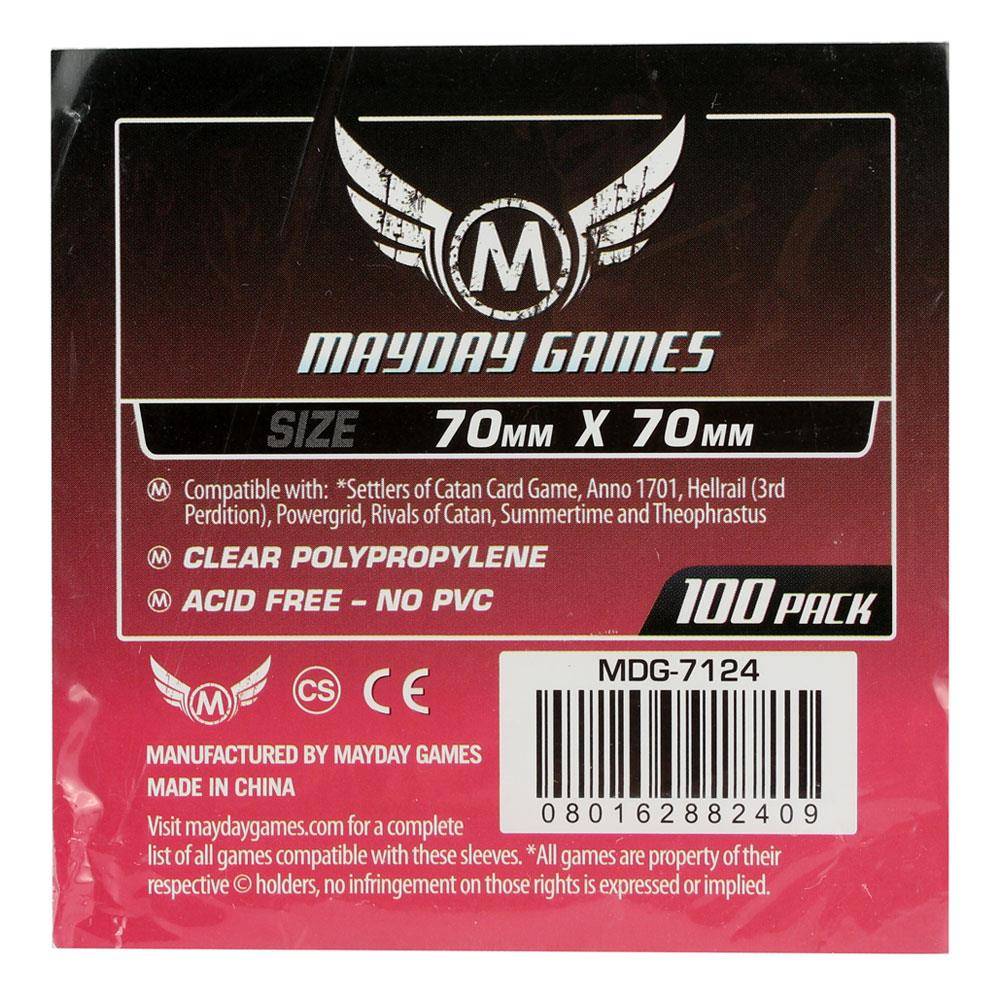 M
MAYDAY GAMES
SIZE 70MM X 70MM
M Compatible with: *Settlers of Catan Card Game, Anno 1701, Hellrail (3rd
Perdition), Powergrid, Rivals of Catan, Summertime and Theophrastus
M CLEAR POLYPROPYLENE
M ACID FREE – NO PVC
100 PACK
M CS CE
MDG-7124
080162882409
MANUFACTURED BY MAYDAY GAMES
MADE IN CHINA
Visit maydaygames.com for a complete
list of all games compatible with these sleeves. *All games are property of their
respective © holders, no infringement on those rights is expressed or implied.